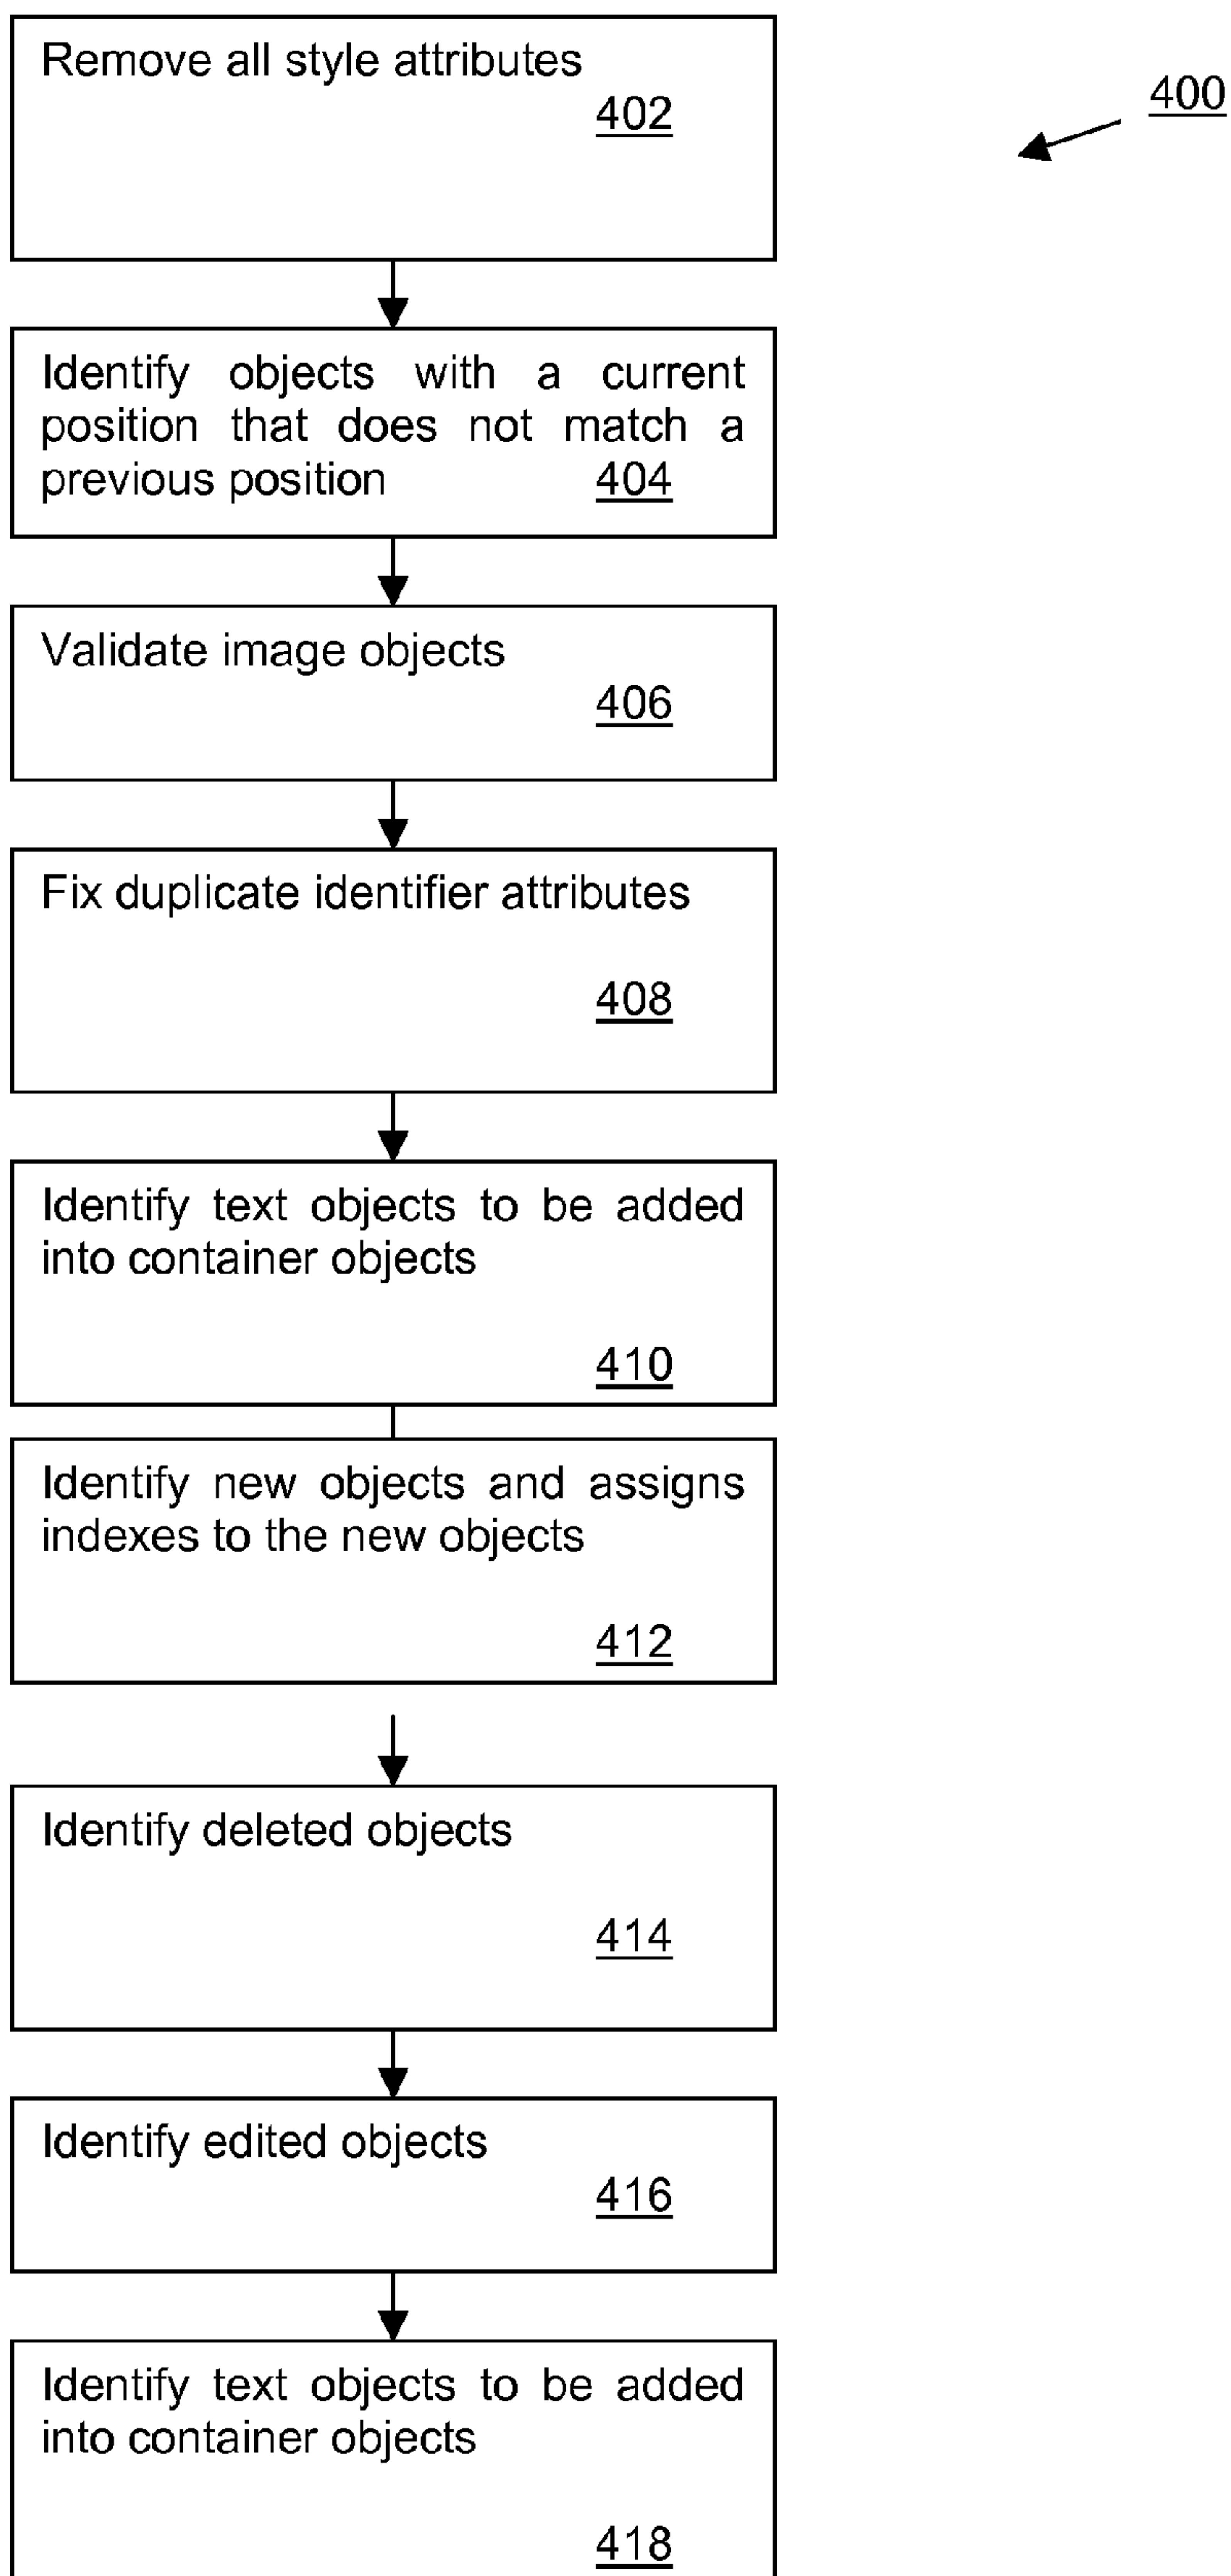 Remove all style attributes
402
400
Identify objects with a current
position that does not match a
previous position 404
Validate image objects
406
Fix duplicate identifier attributes
408
Identify text objects to be added
into container objects
410
Identify new objects and assigns
indexes to the new objects
412
Identify deleted objects
414
Identify edited objects
416
Identify text objects to be added
into container objects
418